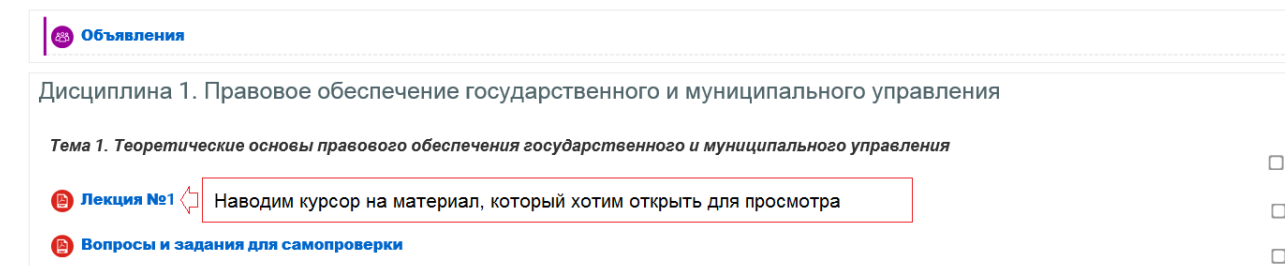 Объявления
Дисциплина 1. Правовое обеспечение государственного и муниципального управления
Тема 1. Теоретические основы правового обеспечения государственного и муниципального управления
Лекция №1 Наводим курсор на материал, который хотим открыть для просмотра
Вопросы и задания для самопроверки